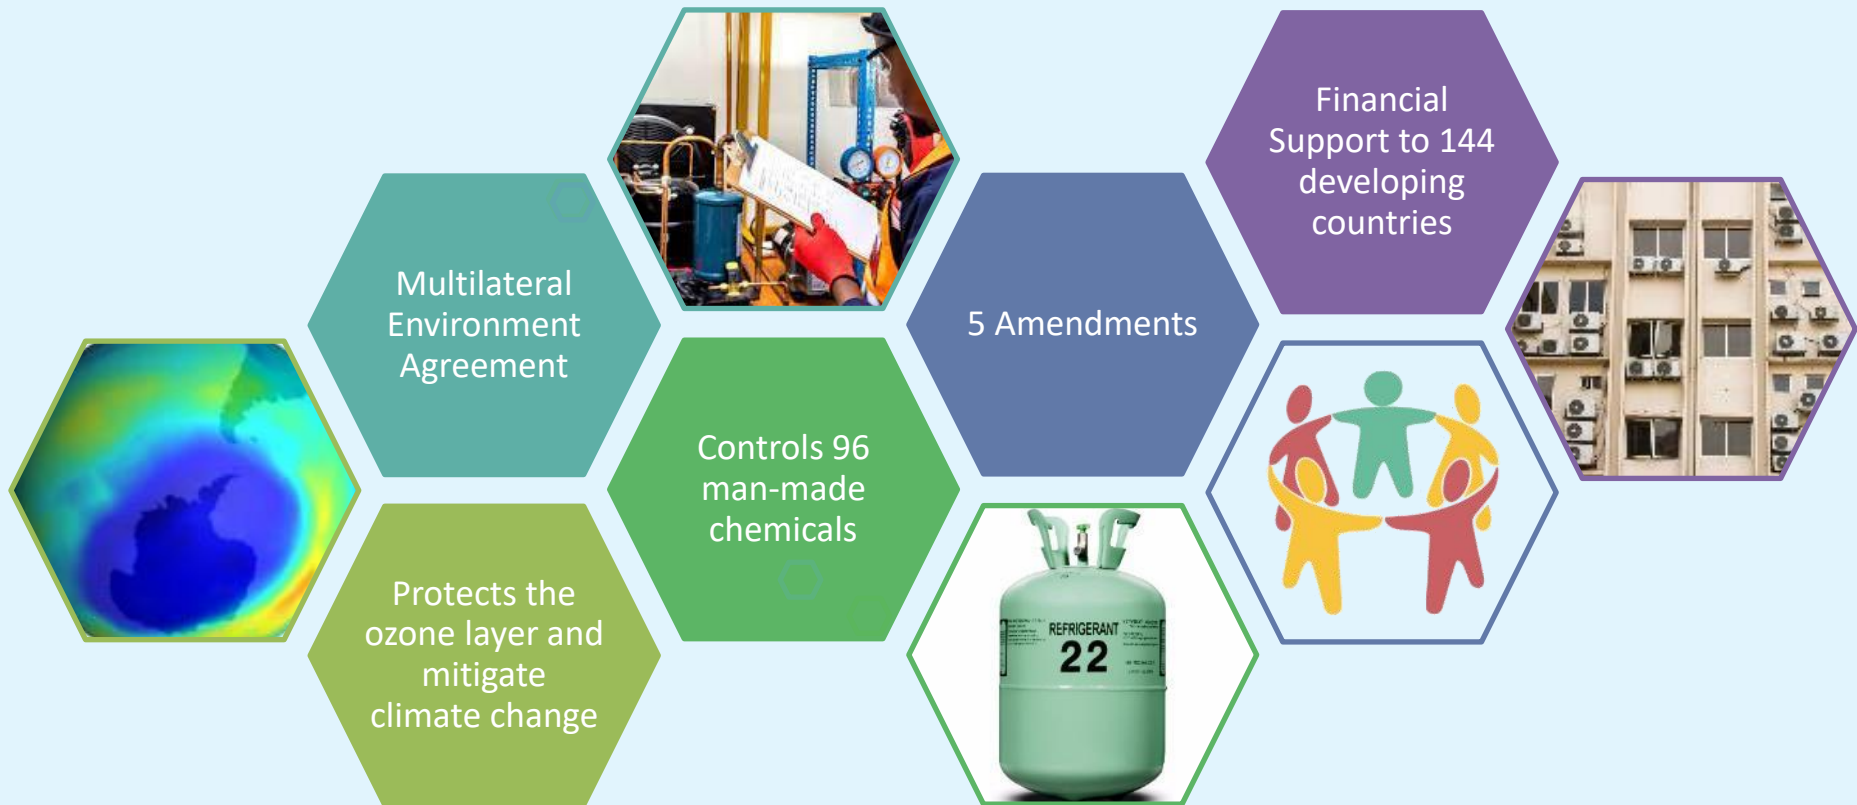 Multilateral
Environment
Agreement
Protects the
ozone layer and
mitigate
climate change
Controls 96
man-made
chemicals
5 Amendments
Financial
Support to 144
developing
countries
REFRIGERANT
22